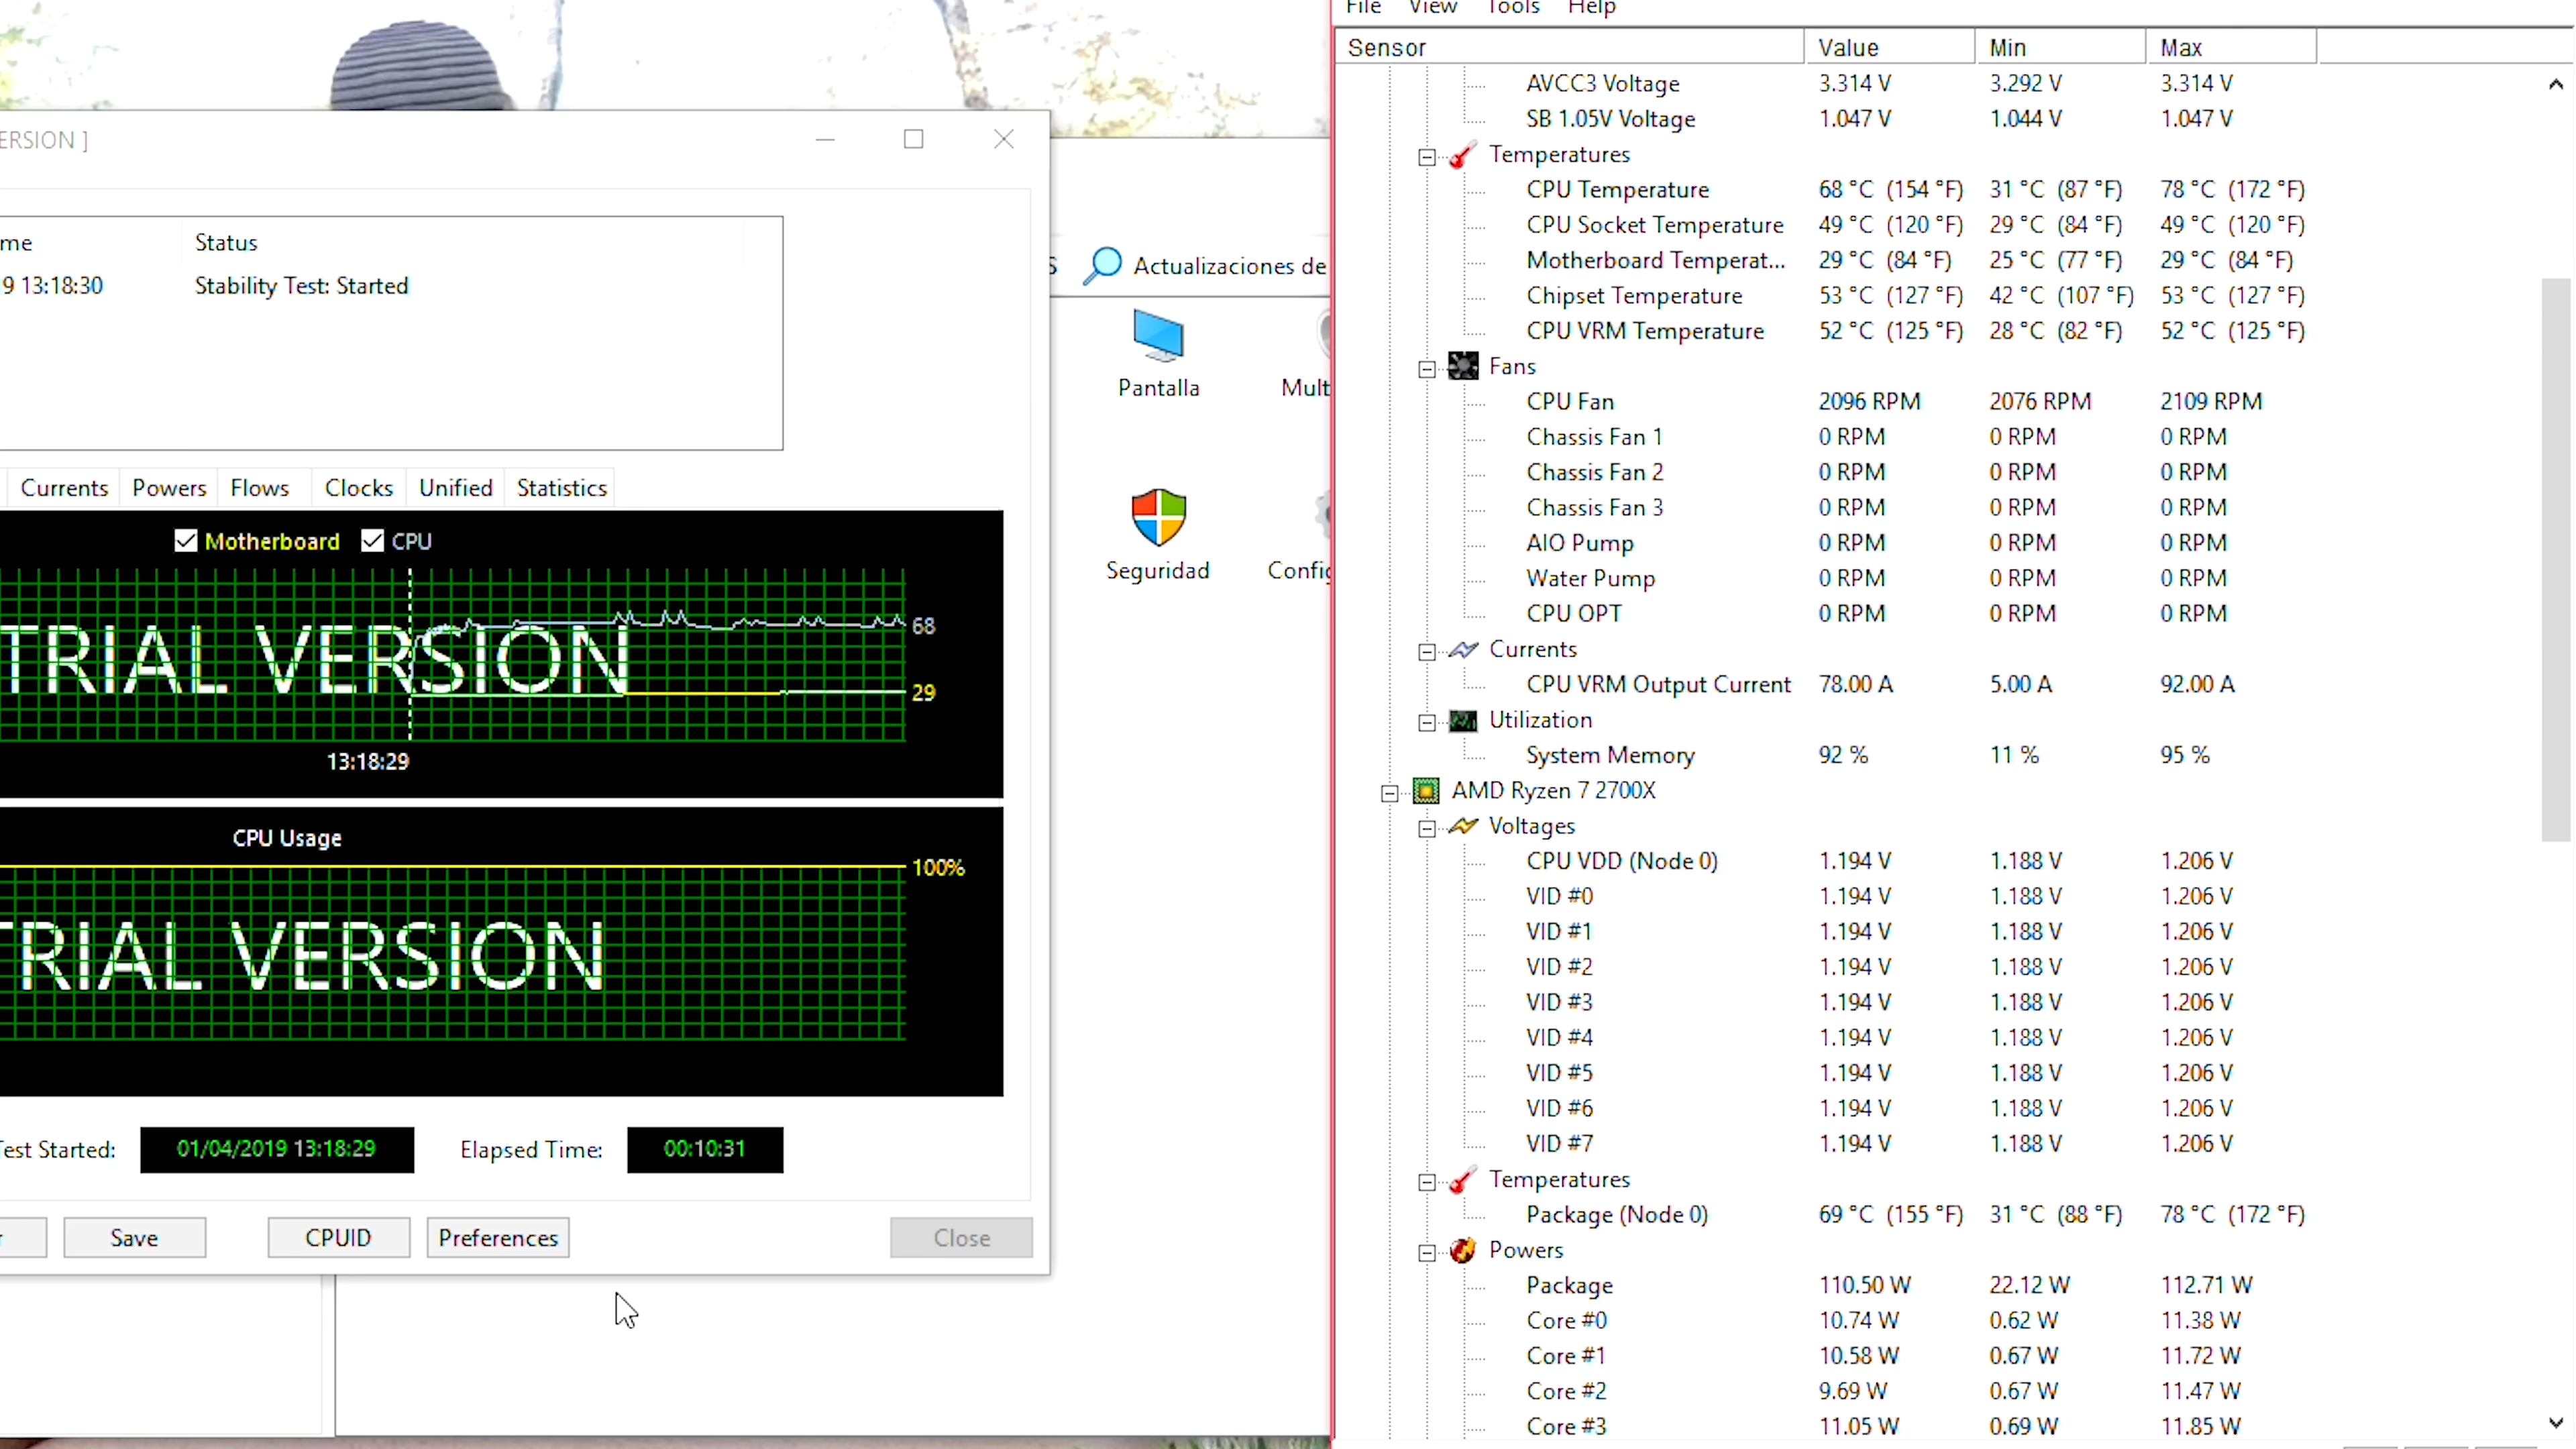 ERSION ]
me Status
9 13:18:30 Stability Test: Started
Currents Powers Flows Clocks Unified Statistics
Motherboard CPU
TRIAL VERSION
68
29
13:18:29
CPU Usage
100%
TRIAL VERSION
Test Started: 01/04/2019 13:18:29 Elapsed Time: 00:10:31
Save CPUID Preferences Close
S Actualizaciones de
Pantalla Mult
Seguridad Config
File View Tools Help
Sensor Value Min Max
AVCC3 Voltage 3.314 V 3.292 V 3.314 V
SB 1.05V Voltage 1.047 V 1.044 V 1.047 V
Temperatures
CPU Temperature 68 °C (154 °F) 31 °C (87 °F) 78 °C (172 °F)
CPU Socket Temperature 49 °C (120 °F) 29 °C (84 °F) 49 °C (120 °F)
Motherboard Temperat... 29 °C (84 °F) 25 °C (77 °F) 29 °C (84 °F)
Chipset Temperature 53 °C (127 °F) 42 °C (107 °F) 53 °C (127 °F)
CPU VRM Temperature 52 °C (125 °F) 28 °C (82 °F) 52 °C (125 °F)
Fans
CPU Fan 2096 RPM 2076 RPM 2109 RPM
Chassis Fan 1 0 RPM 0 RPM 0 RPM
Chassis Fan 2 0 RPM 0 RPM 0 RPM
Chassis Fan 3 0 RPM 0 RPM 0 RPM
AIO Pump 0 RPM 0 RPM 0 RPM
Water Pump 0 RPM 0 RPM 0 RPM
CPU OPT 0 RPM 0 RPM 0 RPM
Currents
CPU VRM Output Current 78.00 A 5.00 A 92.00 A
Utilization
System Memory 92 % 11 % 95 %
AMD Ryzen 7 2700X
Voltages
CPU VDD (Node 0) 1.194 V 1.188 V 1.206 V
VID #0 1.194 V 1.188 V 1.206 V
VID #1 1.194 V 1.188 V 1.206 V
VID #2 1.194 V 1.188 V 1.206 V
VID #3 1.194 V 1.188 V 1.206 V
VID #4 1.194 V 1.188 V 1.206 V
VID #5 1.194 V 1.188 V 1.206 V
VID #6 1.194 V 1.188 V 1.206 V
VID #7 1.194 V 1.188 V 1.206 V
Temperatures
Package (Node 0) 69 °C (155 °F) 31 °C (88 °F) 78 °C (172 °F)
Powers
Package 110.50 W 22.12 W 112.71 W
Core #0 10.74 W 0.62 W 11.38 W
Core #1 10.58 W 0.67 W 11.72 W
Core #2 9.69 W 0.67 W 11.47 W
Core #3 11.05 W 0.69 W 11.85 W